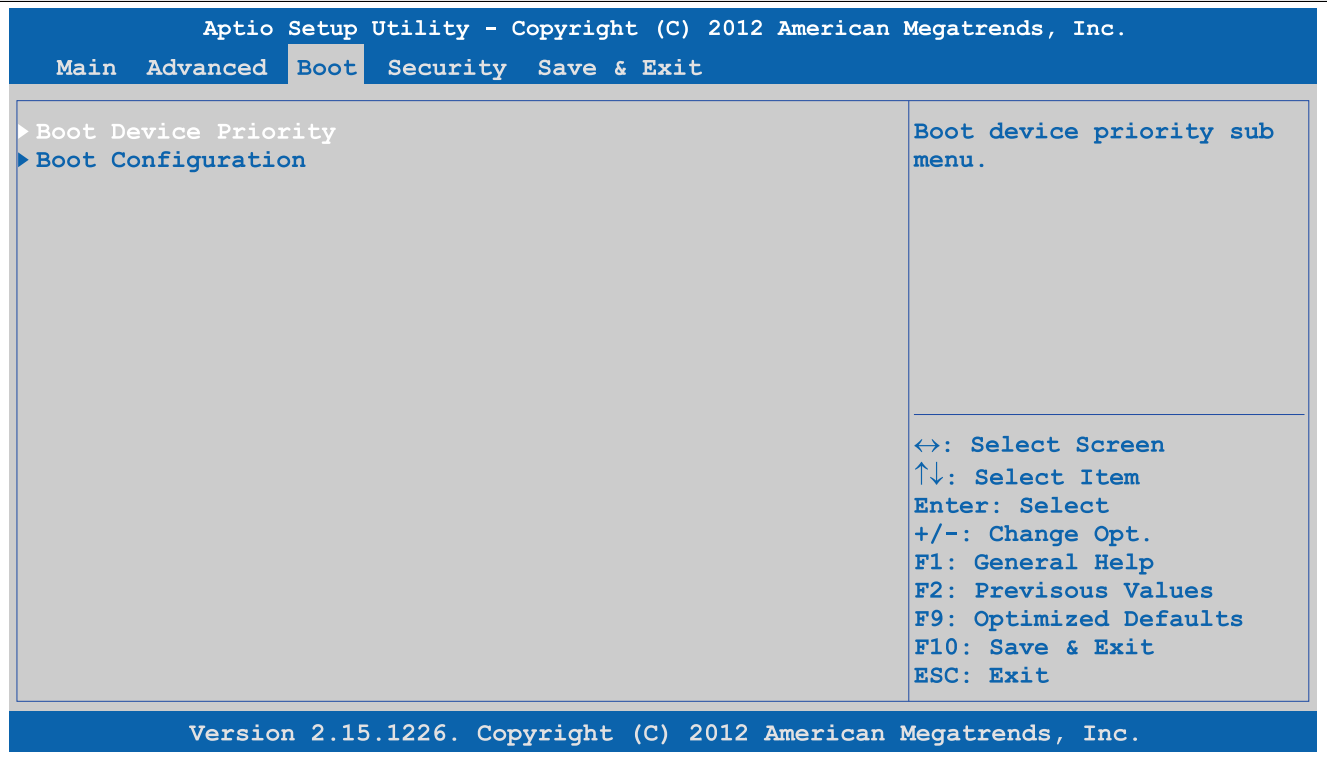 Aptio Setup Utility - Copyright (C) 2012 American Megatrends, Inc.
Main Advanced Boot Security Save & Exit
Boot Device Priority
Boot Configuration
Boot device priority sub
menu.
↔: Select Screen
↑↓: Select Item
Enter: Select
+/-: Change Opt.
F1: General Help
F2: Previsous Values
F9: Optimized Defaults
F10: Save & Exit
ESC: Exit
Version 2.15.1226. Copyright (C) 2012 American Megatrends, Inc.